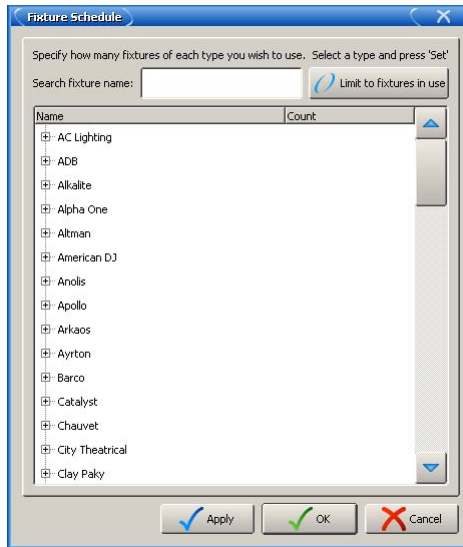 Fixture Schedule
Specify how many fixtures of each type you wish to use. Select a type and press 'Set'
Search fixture name:
Limit to fixtures in use
Name Count
AC Lighting
ADB
Alkalite
Alpha One
Altman
American DJ
Anolis
Apollo
Arkaos
Ayrton
Barco
Catalyst
Chauvet
City Theatrical
Clay Paky
Apply OK Cancel